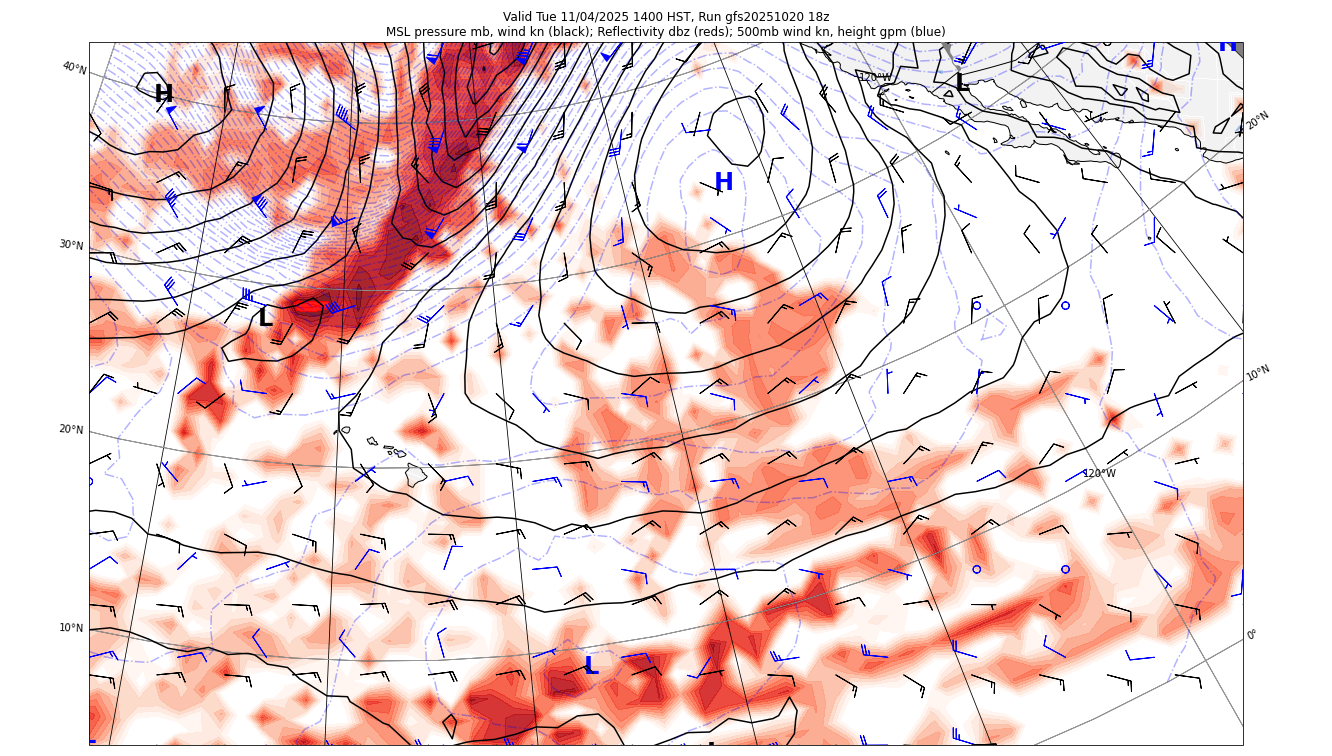 Valid Tue 11/04/2025 1400 HST, Run gfs20251020 18z
MSL pressure mb, wind kn (black); Reflectivity dbz (reds); 500mb wind kn, height gpm (blue)
H
40°N
120°W
L
H
20°N
H
30°N
L
10°N
20°N
120°W
10°N
0°
L